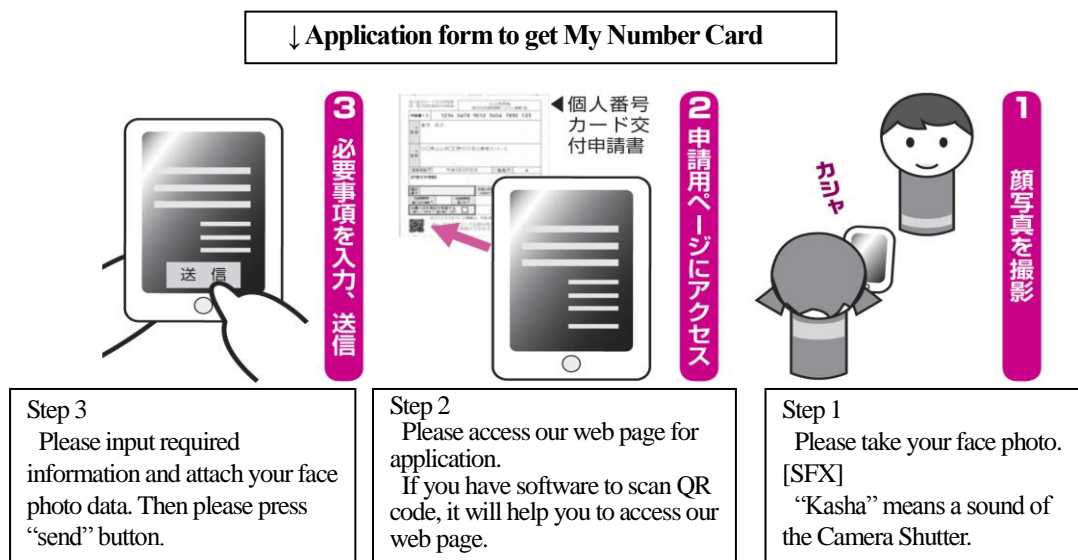 ↓ Application form to get My Number Card
1 顔写真を撮影
カシャ
2 申請用ページにアクセス
◀個人番号
カード交
付申請書
1234 5678 9012 3456 7890 123
3 必要事項を入力、送信
送 信
Step 1
Please take your face photo.
[SFX]
“Kasha” means a sound of
the Camera Shutter.
Step 2
Please access our web page for
application.
If you have software to scan QR
code, it will help you to access our
web page.
Step 3
Please input required
information and attach your face
photo data. Then please press
“send” button.